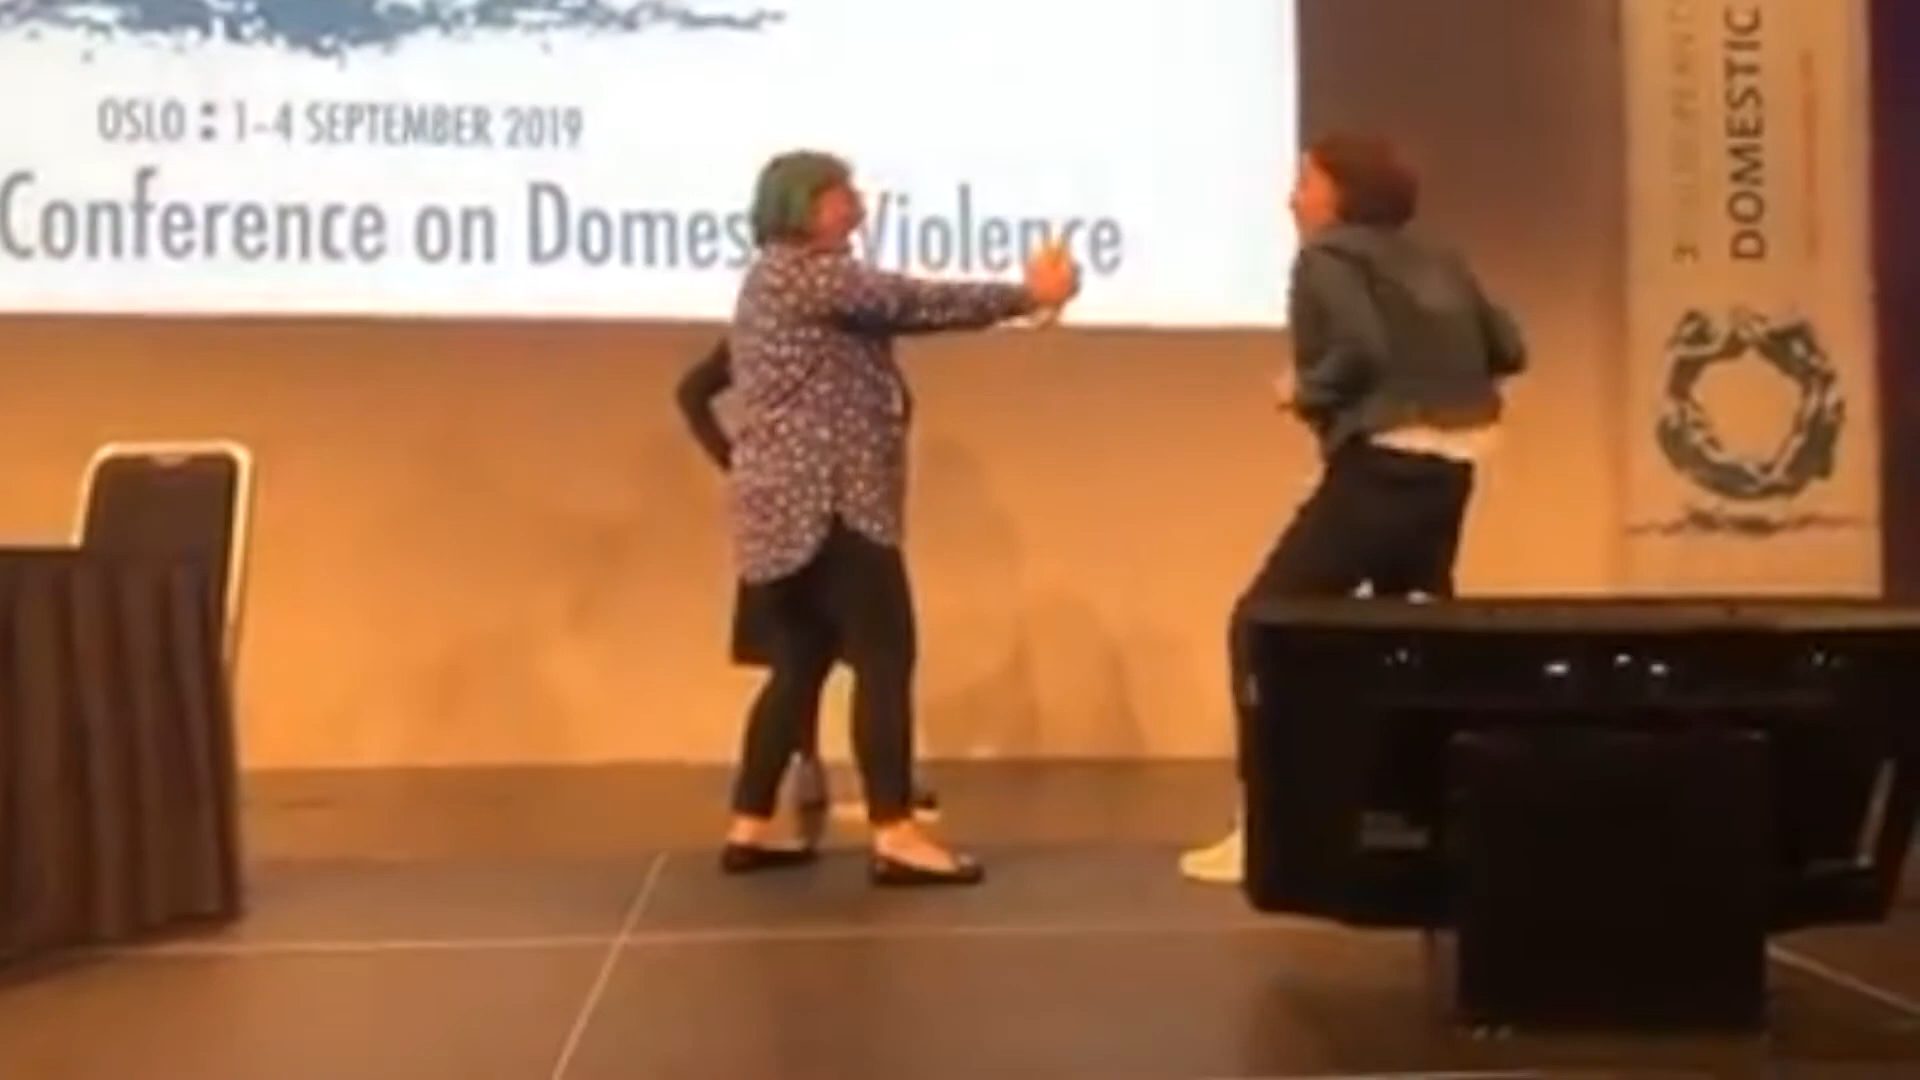 OSLO : 1-4 SEPTEMBER 2019
Conference on Domes Violence
DOMESTIC